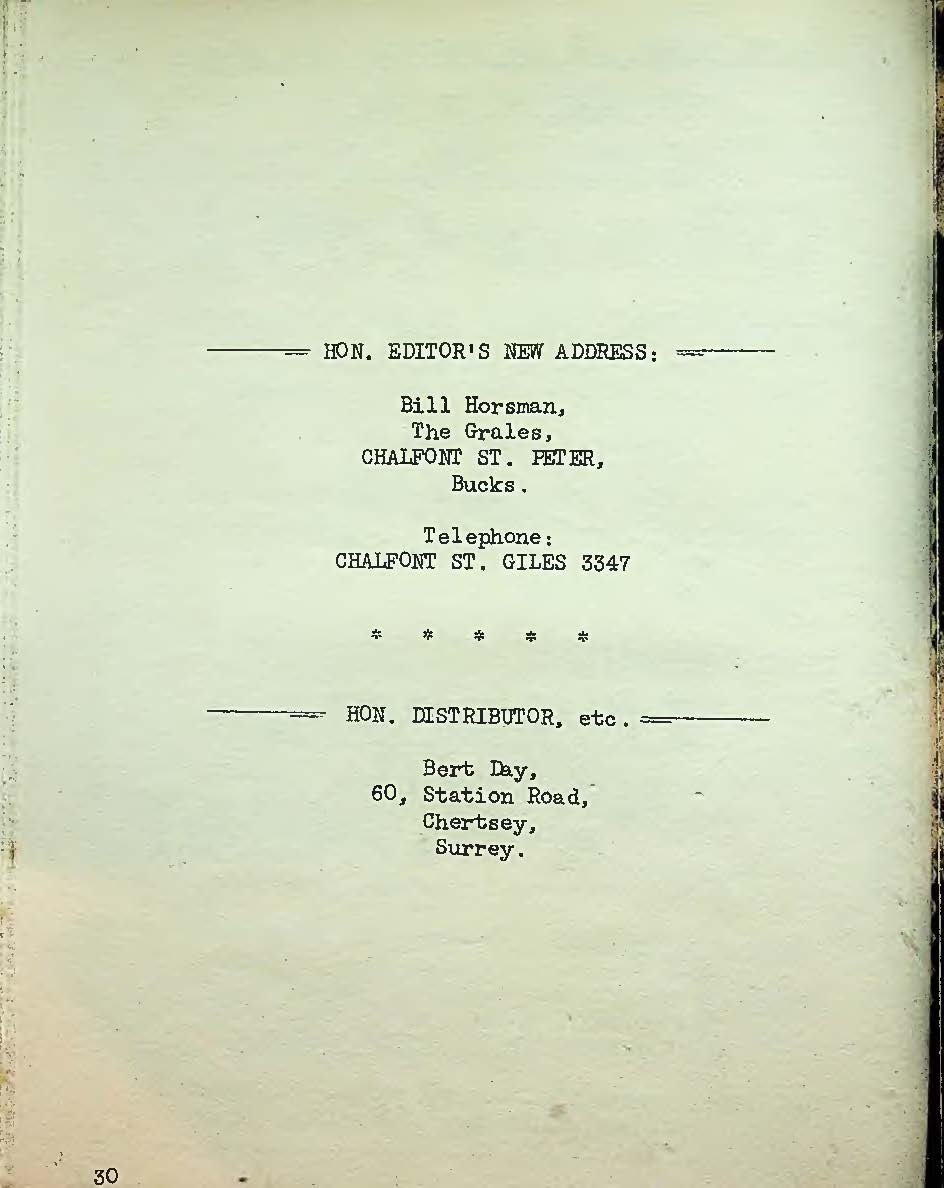 HON. EDITOR'S NEW ADDRESS:
Bill Horsman,
The Grales,
CHALFONT ST. PETER,
Bucks.
Telephone:
CHALFONT ST. GILES 3347
* * * * *
HON. DISTRIBUTOR, etc.
Bert Day,
60, Station Road,
Chertsey,
Surrey.
30